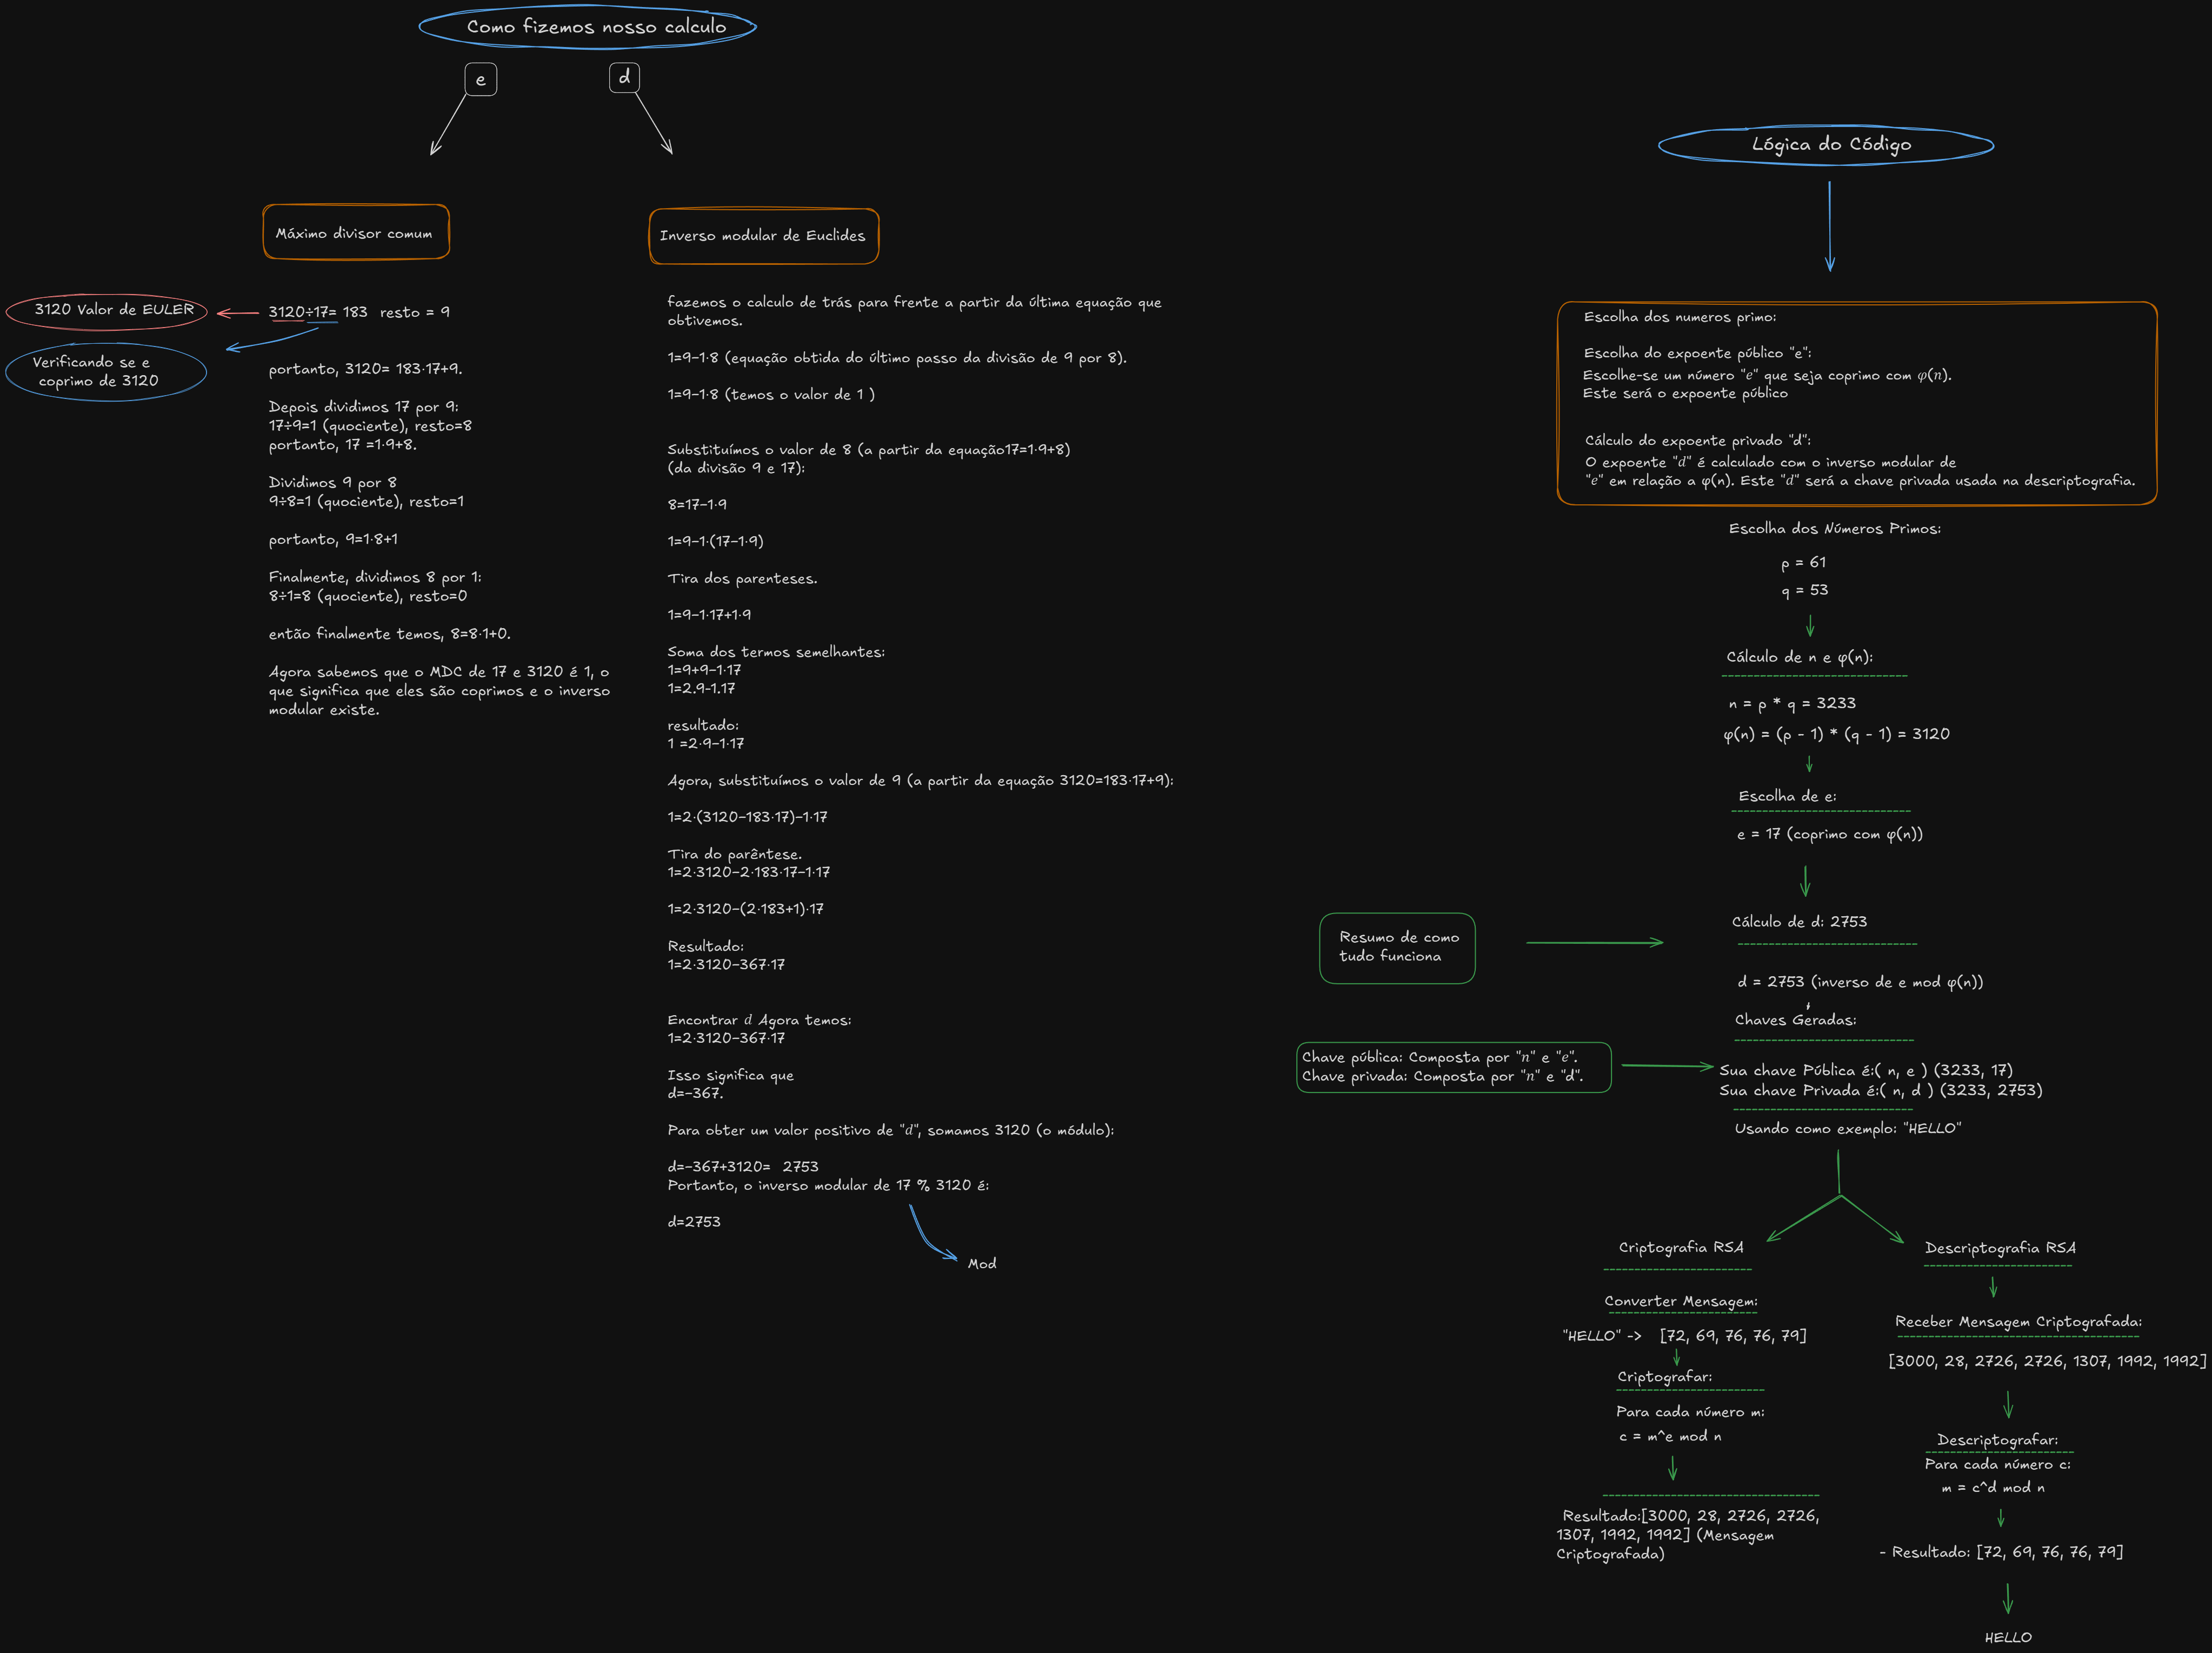 Como fizemos nosso calculo
e
d
Máximo divisor comum
3120 Valor de EULER
Verificando se e
coprimo de 3120
3120÷17= 183 resto = 9
portanto, 3120= 183·17+9.
Depois dividimos 17 por 9:
17÷9=1 (quociente), resto=8
portanto, 17 =1·9+8.
Dividimos 9 por 8
9÷8=1 (quociente), resto=1
portanto, 9=1·8+1
Finalmente, dividimos 8 por 1:
8÷1=8 (quociente), resto=0
então finalmente temos, 8=8·1+0.
Agora sabemos que o MDC de 17 e 3120 é 1, o
que significa que eles são coprimos e o inverso
modular existe.
Inverso modular de Euclides
fazemos o calculo de trás para frente a partir da última equação que
obtivemos.
1=9−1·8 (equação obtida do último passo da divisão de 9 por 8).
1=9−1·8 (temos o valor de 1 )
Substituímos o valor de 8 (a partir da equação17=1·9+8)
(da divisão 9 e 17):
8=17−1·9
1=9−1·(17−1·9)
Tira dos parenteses.
1=9−1·17+1·9
Soma dos termos semelhantes:
1=9+9−1·17
1=2.9-1.17
resultado:
1 =2·9−1·17
Agora, substituímos o valor de 9 (a partir da equação 3120=183·17+9):
1=2·(3120−183·17)−1·17
Tira do parêntese.
1=2·3120−2·183·17−1·17
1=2·3120−(2·183+1)·17
Resultado:
1=2·3120−367·17
Encontrar d Agora temos:
1=2·3120−367·17
Isso significa que
d=−367.
Para obter um valor positivo de "d", somamos 3120 (o módulo):
d=−367+3120= 2753
Portanto, o inverso modular de 17 % 3120 é:
d=2753
Mod
Lógica do Código
Escolha dos numeros primo:
Escolha do expoente público "e":
Escolhe-se um número "e" que seja coprimo com φ(n).
Este será o expoente público
Cálculo do expoente privado "d":
O expoente "d" é calculado com o inverso modular de
"e" em relação a φ(n). Este "d" será a chave privada usada na descriptografia.
Escolha dos Números Primos:
p = 61
q = 53
Cálculo de n e φ(n):
n = p * q = 3233
φ(n) = (p - 1) * (q - 1) = 3120
Escolha de e:
e = 17 (coprimo com φ(n))
Resumo de como
tudo funciona
Cálculo de d: 2753
d = 2753 (inverso de e mod φ(n))
Chaves Geradas:
Chave pública: Composta por "n" e "e".
Chave privada: Composta por "n" e "d".
Sua chave Pública é:( n, e ) (3233, 17)
Sua chave Privada é:( n, d ) (3233, 2753)
Usando como exemplo: "HELLO"
Criptografia RSA
Converter Mensagem:
"HELLO" -> [72, 69, 76, 76, 79]
Criptografar:
Para cada número m:
c = m^e mod n
Resultado:[3000, 28, 2726, 2726,
1307, 1992, 1992] (Mensagem
Criptografada)
Descriptografia RSA
Receber Mensagem Criptografada:
[3000, 28, 2726, 2726, 1307, 1992, 1992]
Descriptografar:
Para cada número c:
m = c^d mod n
- Resultado: [72, 69, 76, 76, 79]
HELLO